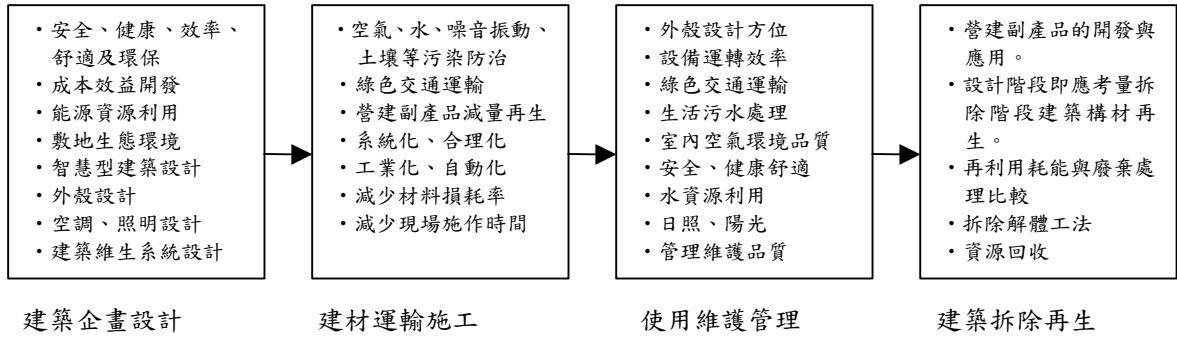 ・安全、健康、效率、
舒適及環保
・成本效益開發
・能源資源利用
・敷地生態環境
・智慧型建築設計
・外殼設計
・空調、照明設計
・建築維生系統設計
・空氣、水、噪音振動、
土壤等污染防治
・綠色交通運輸
・營建副產品減量再生
・系統化、合理化
・工業化、自動化
・減少材料損耗率
・減少現場施作時間
・外殼設計方位
・設備運轉效率
・綠色交通運輸
・生活污水處理
・室內空氣環境品質
・安全、健康舒適
・水資源利用
・日照、陽光
・管理維護品質
・營建副產品的開發與
應用。
・設計階段即應考量拆
除階段建築構材再
生。
・再利用耗能與廢棄處
理比較
・拆除解體工法
・資源回收
建築企畫設計
建材運輸施工
使用維護管理
建築拆除再生